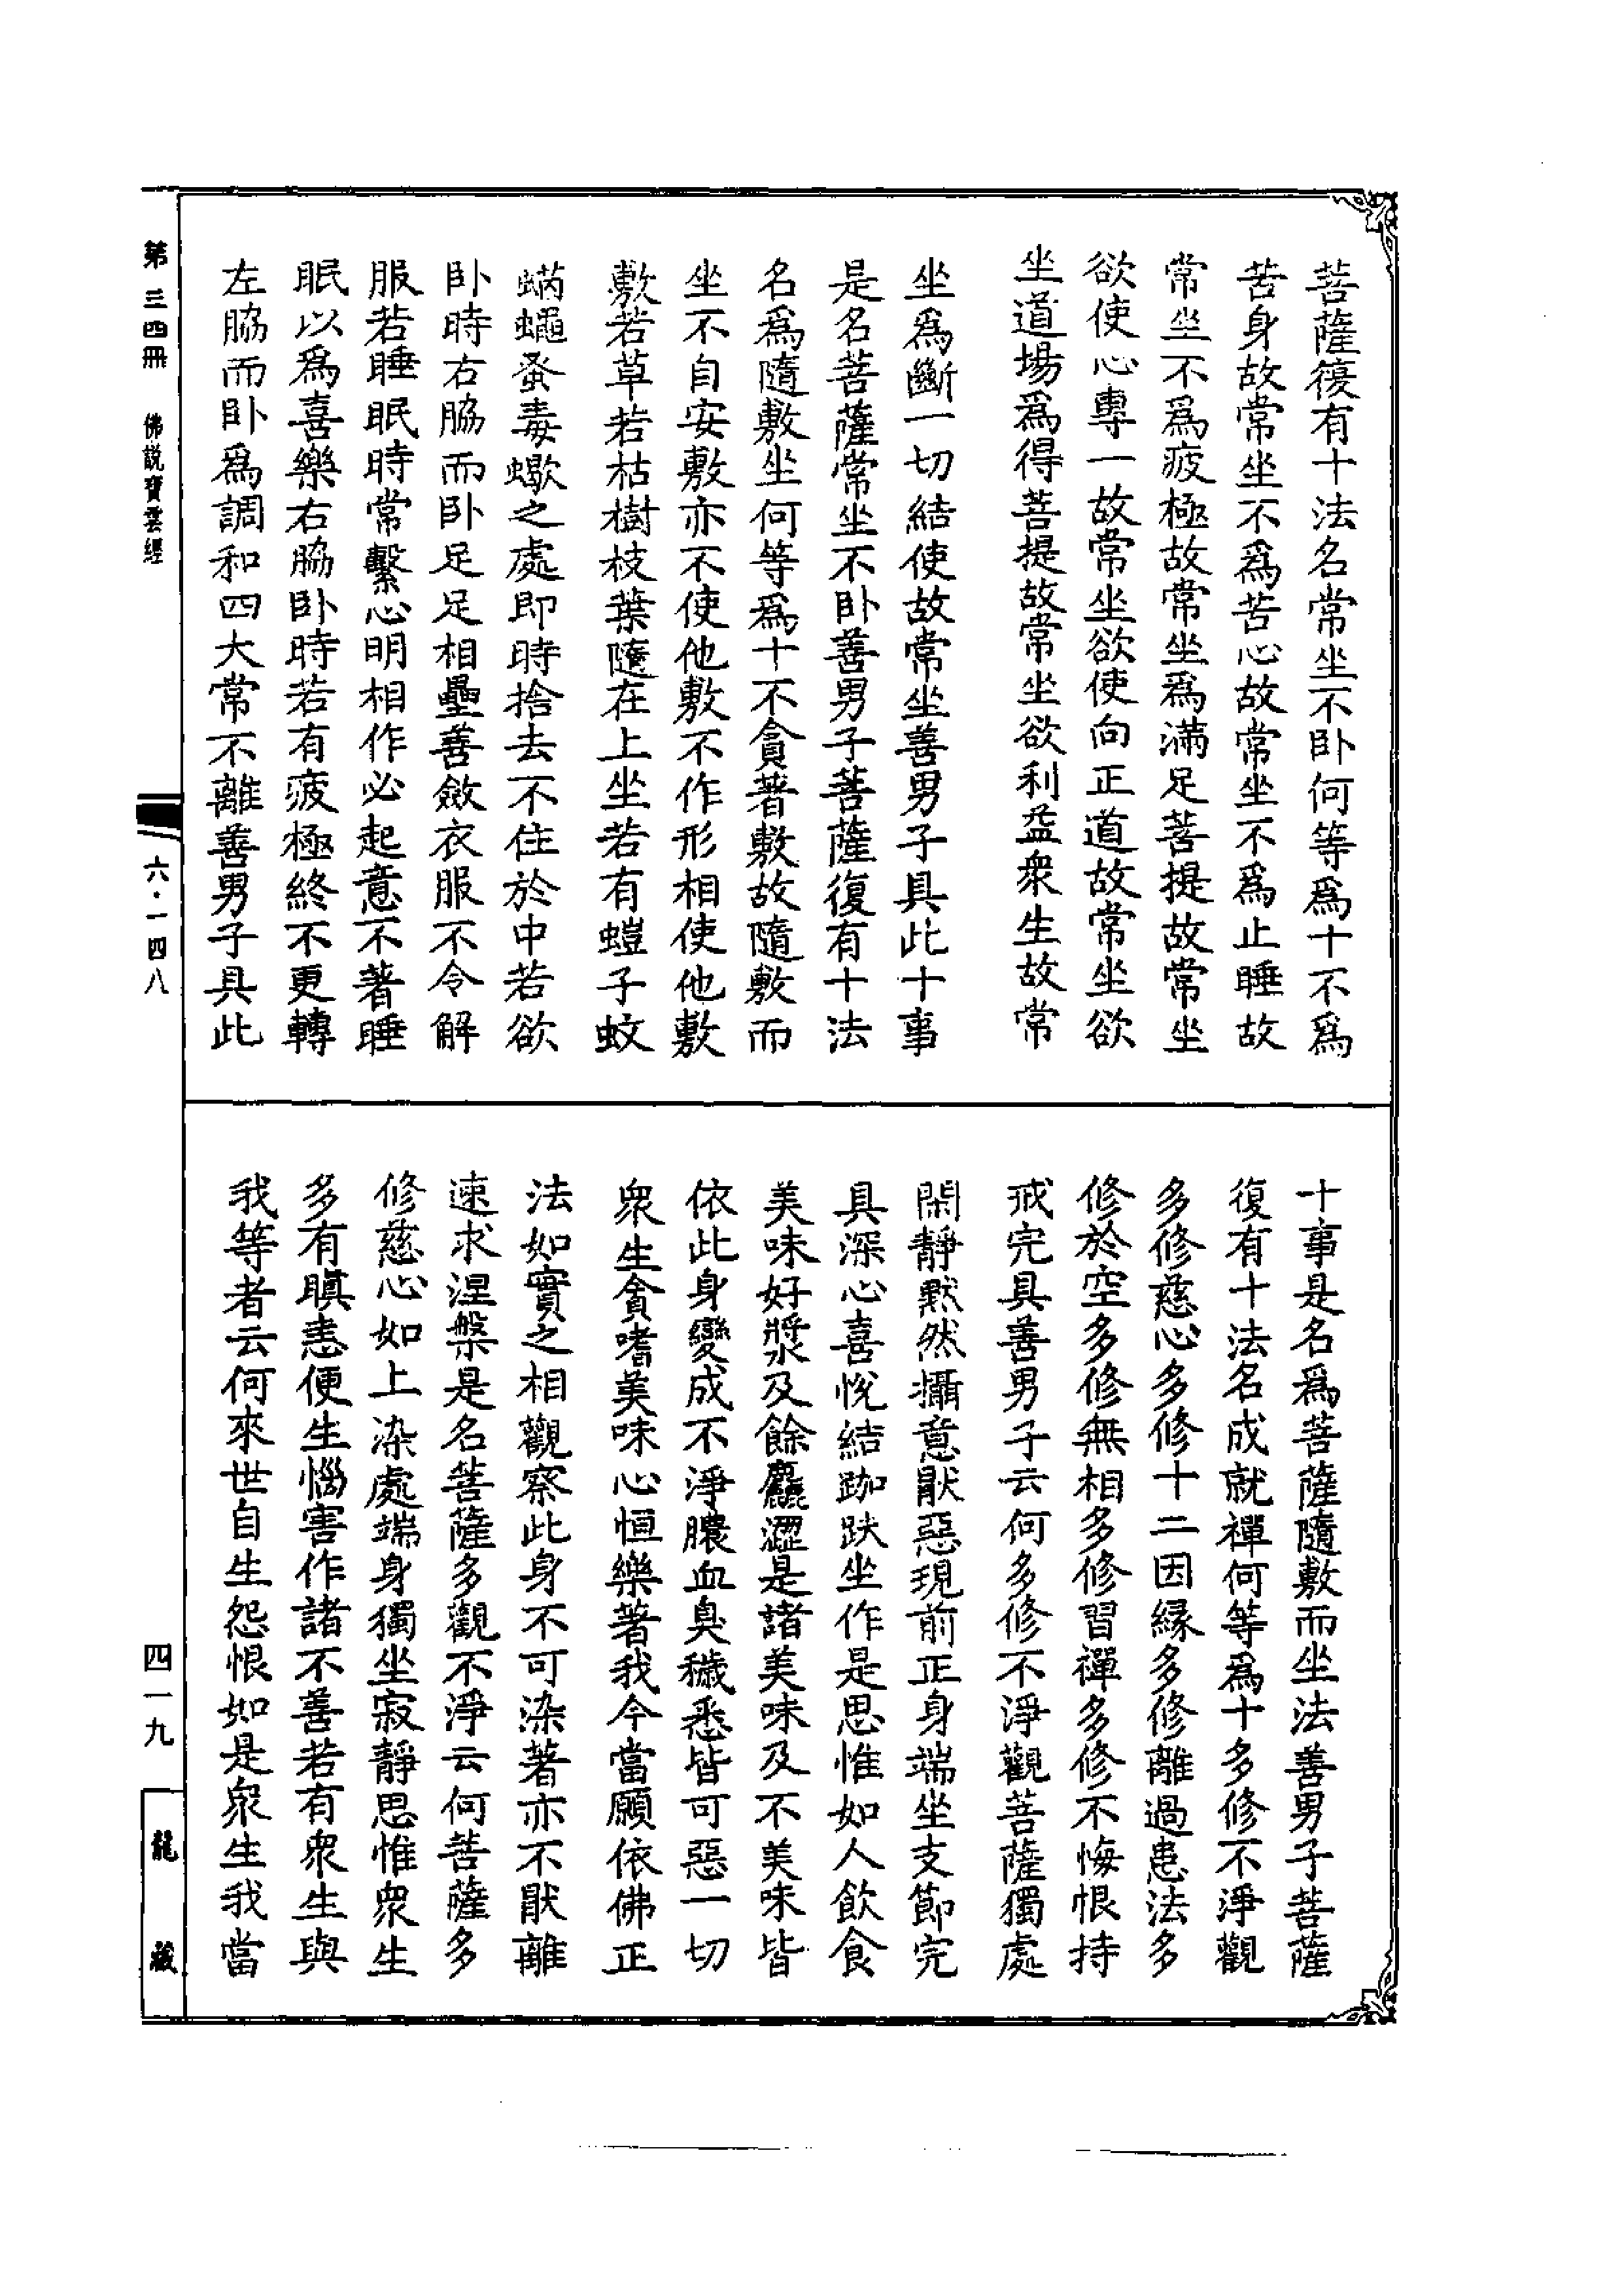 菩薩復有十法名常坐不卧何等爲十不爲
苦身故常坐不爲苦心故常坐不爲止睡故
常坐不爲疲極故常坐爲滿足菩提故常坐
欲使心專一故常坐欲使向正道故常坐欲
坐道場爲得菩提故常坐欲利益衆生故常
坐爲斷一切結使故常坐善男子具此十事
是名菩薩常坐不卧善男子菩薩復有十法
名爲隨敷坐何等爲十不貪著敷故隨敷而
坐不自安敷亦不使他敷不作形相使他敷
敷若草若枯樹枝葉隨在上坐若有螘子蚊
蜹蠅蚤毒蠍之處即時捨去不住於中若欲
卧時右脇而卧足足相壘善斂衣服不令解
服若睡眠時常繫心明相作必起意不著睡
眠以爲喜樂右脇卧時若有疲極終不更轉
左脇而卧爲調和四大常不離善男子具此
十事是名爲菩薩隨敷而坐法善男子菩薩
復有十法名成就禪何等爲十多修不淨觀
多修慈心多修十二因緣多修離過患法多
修於空多修無相多修習禪多修不悔恨持
戒完具善男子云何多修不淨觀菩薩獨處
閑靜默然攝意猒惡現前正身端坐支節完
具深心喜悅結跏趺坐作是思惟如人飲食
美味好漿及餘麤澀是諸美味及不美味皆
依此身變成不淨膿血臭穢悉皆可惡一切
衆生貪嗜美味心恒樂著我今當願依佛正
法如實之相觀察此身不可染著亦不猒離
速求涅槃是名菩薩多觀不淨云何菩薩多
修慈心如上染處端身獨坐寂靜思惟衆生
多有瞋恚便生惱害作諸不善若有衆生與
我等者云何來世自生怨恨如是衆生我當
第三四冊 佛説寶雲經
六·一四八
四一九
龍藏